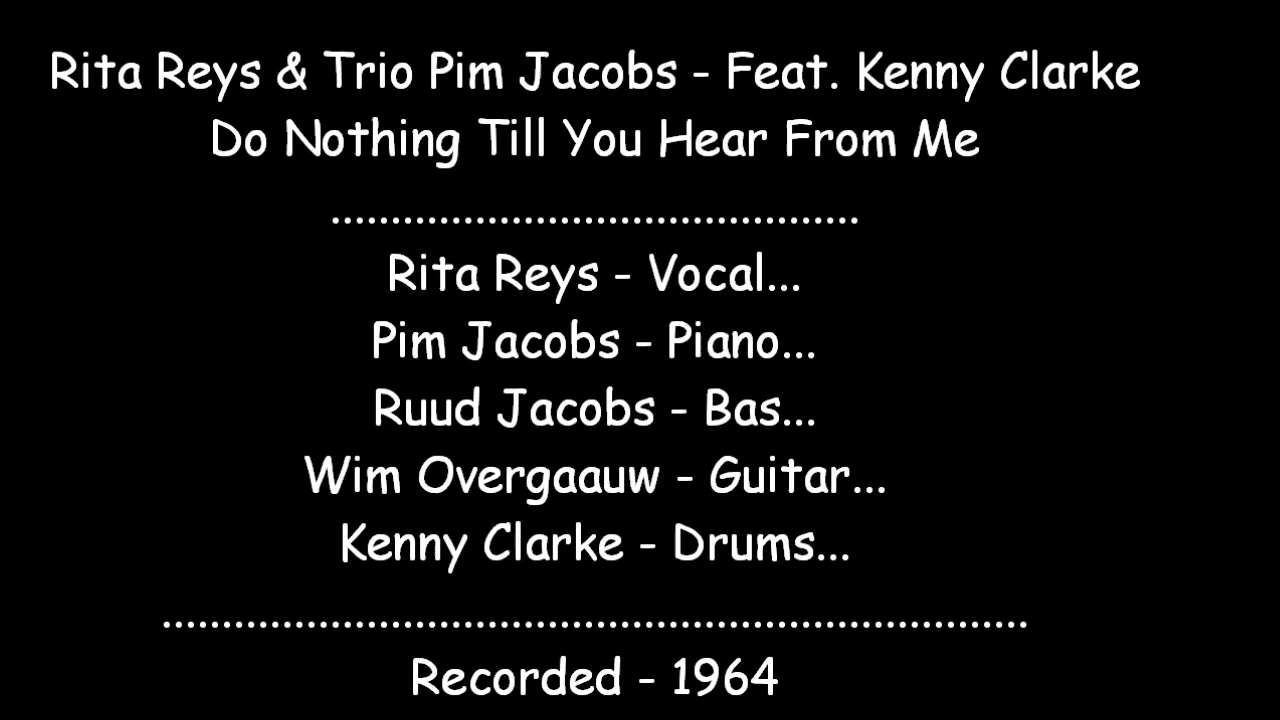 Rita Reys & Trio Pim Jacobs - Feat. Kenny Clarke
Do Nothing Till You Hear From Me
............................................
Rita Reys - Vocal...
Pim Jacobs - Piano...
Ruud Jacobs - Bas...
Wim Overgaauw - Guitar...
Kenny Clarke - Drums...
........................................................................
Recorded - 1964